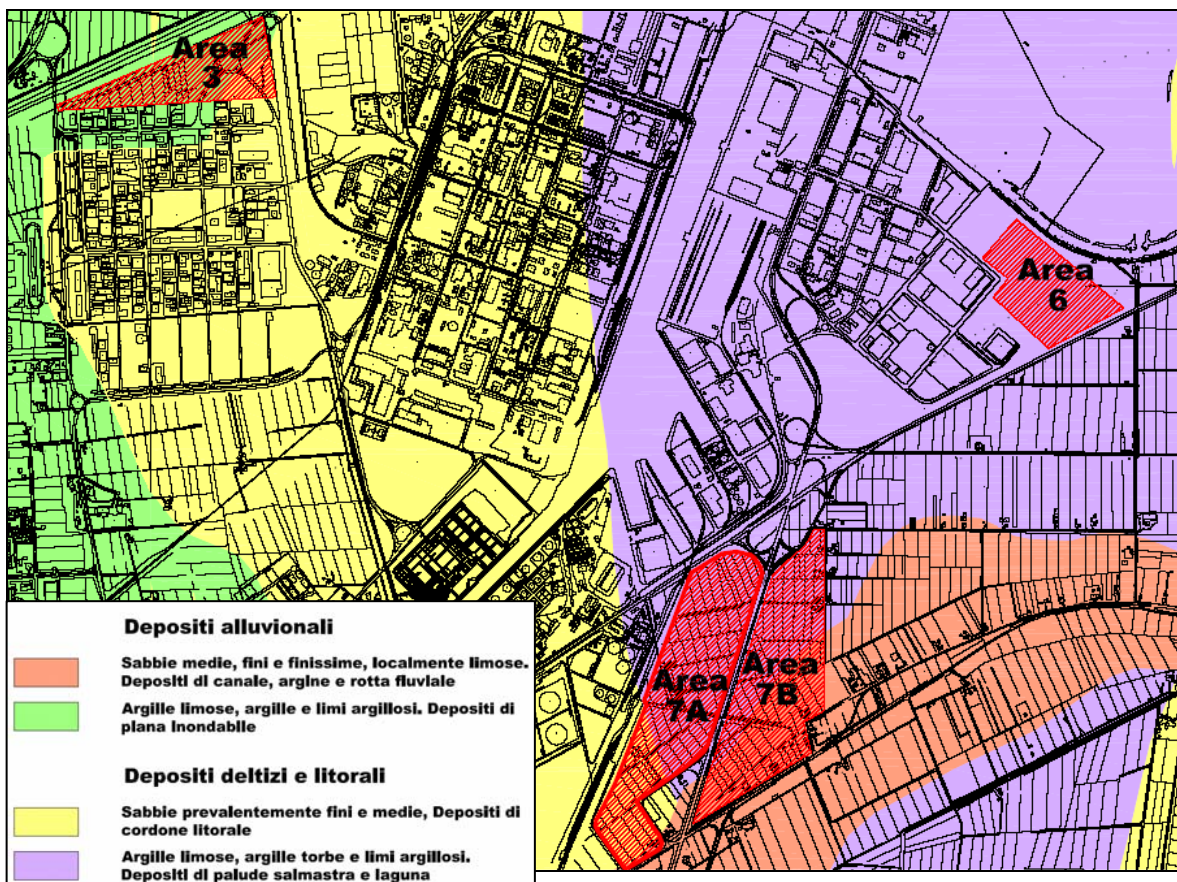 Area
3
Area
6
Area
7A
Area
7B
Depositi alluvionali
Sabbie medie, fini e finissime, localmente limose.
Depositi di canale, argine e rotta fluviale
Argille limose, argille e limi argillosi. Depositi di
piana inondabile
Depositi deltizi e litorali
Sabbie prevalentemente fini e medie, Depositi di
cordone litorale
Argille limose, argille torbe e limi argillosi.
Depositi di palude salmastra e laguna